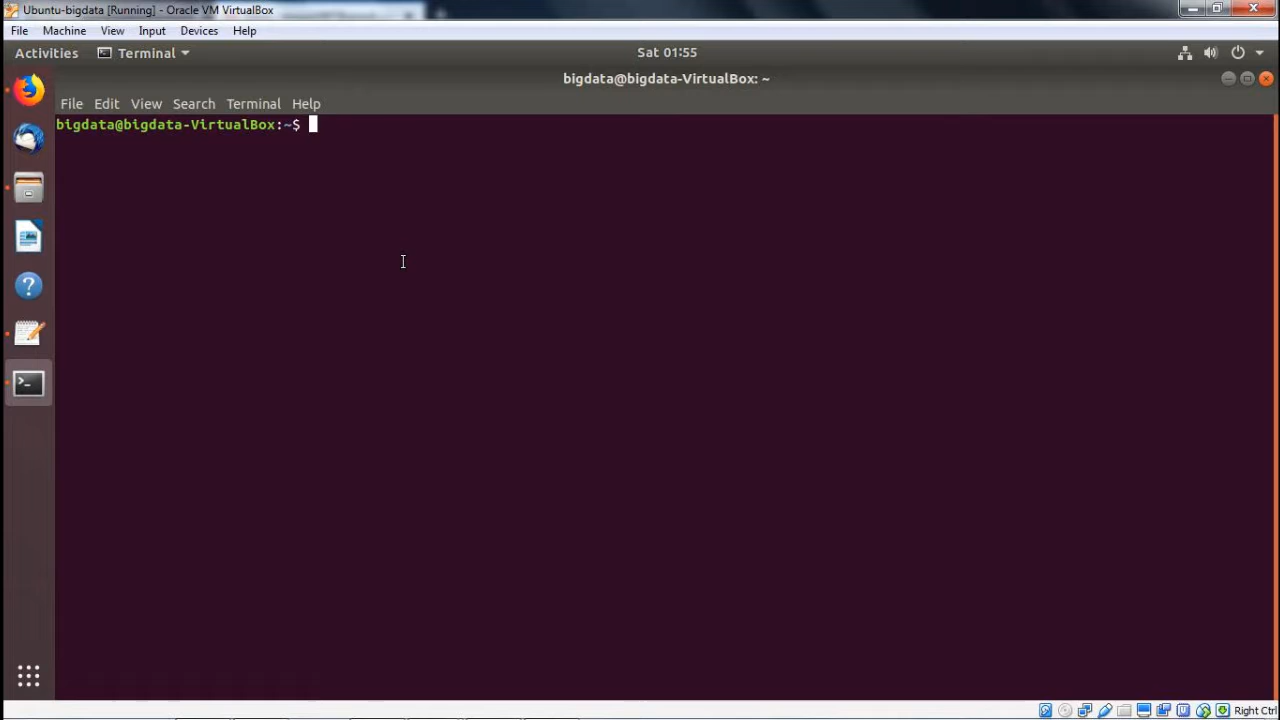 Ubuntu-bigdata [Running] - Oracle VM VirtualBox
File Machine View Input Devices Help
Activities Terminal Sat 01:55
bigdata@bigdata-VirtualBox: ~
File Edit View Search Terminal Help
bigdata@bigdata-VirtualBox:~$
Right Ctrl